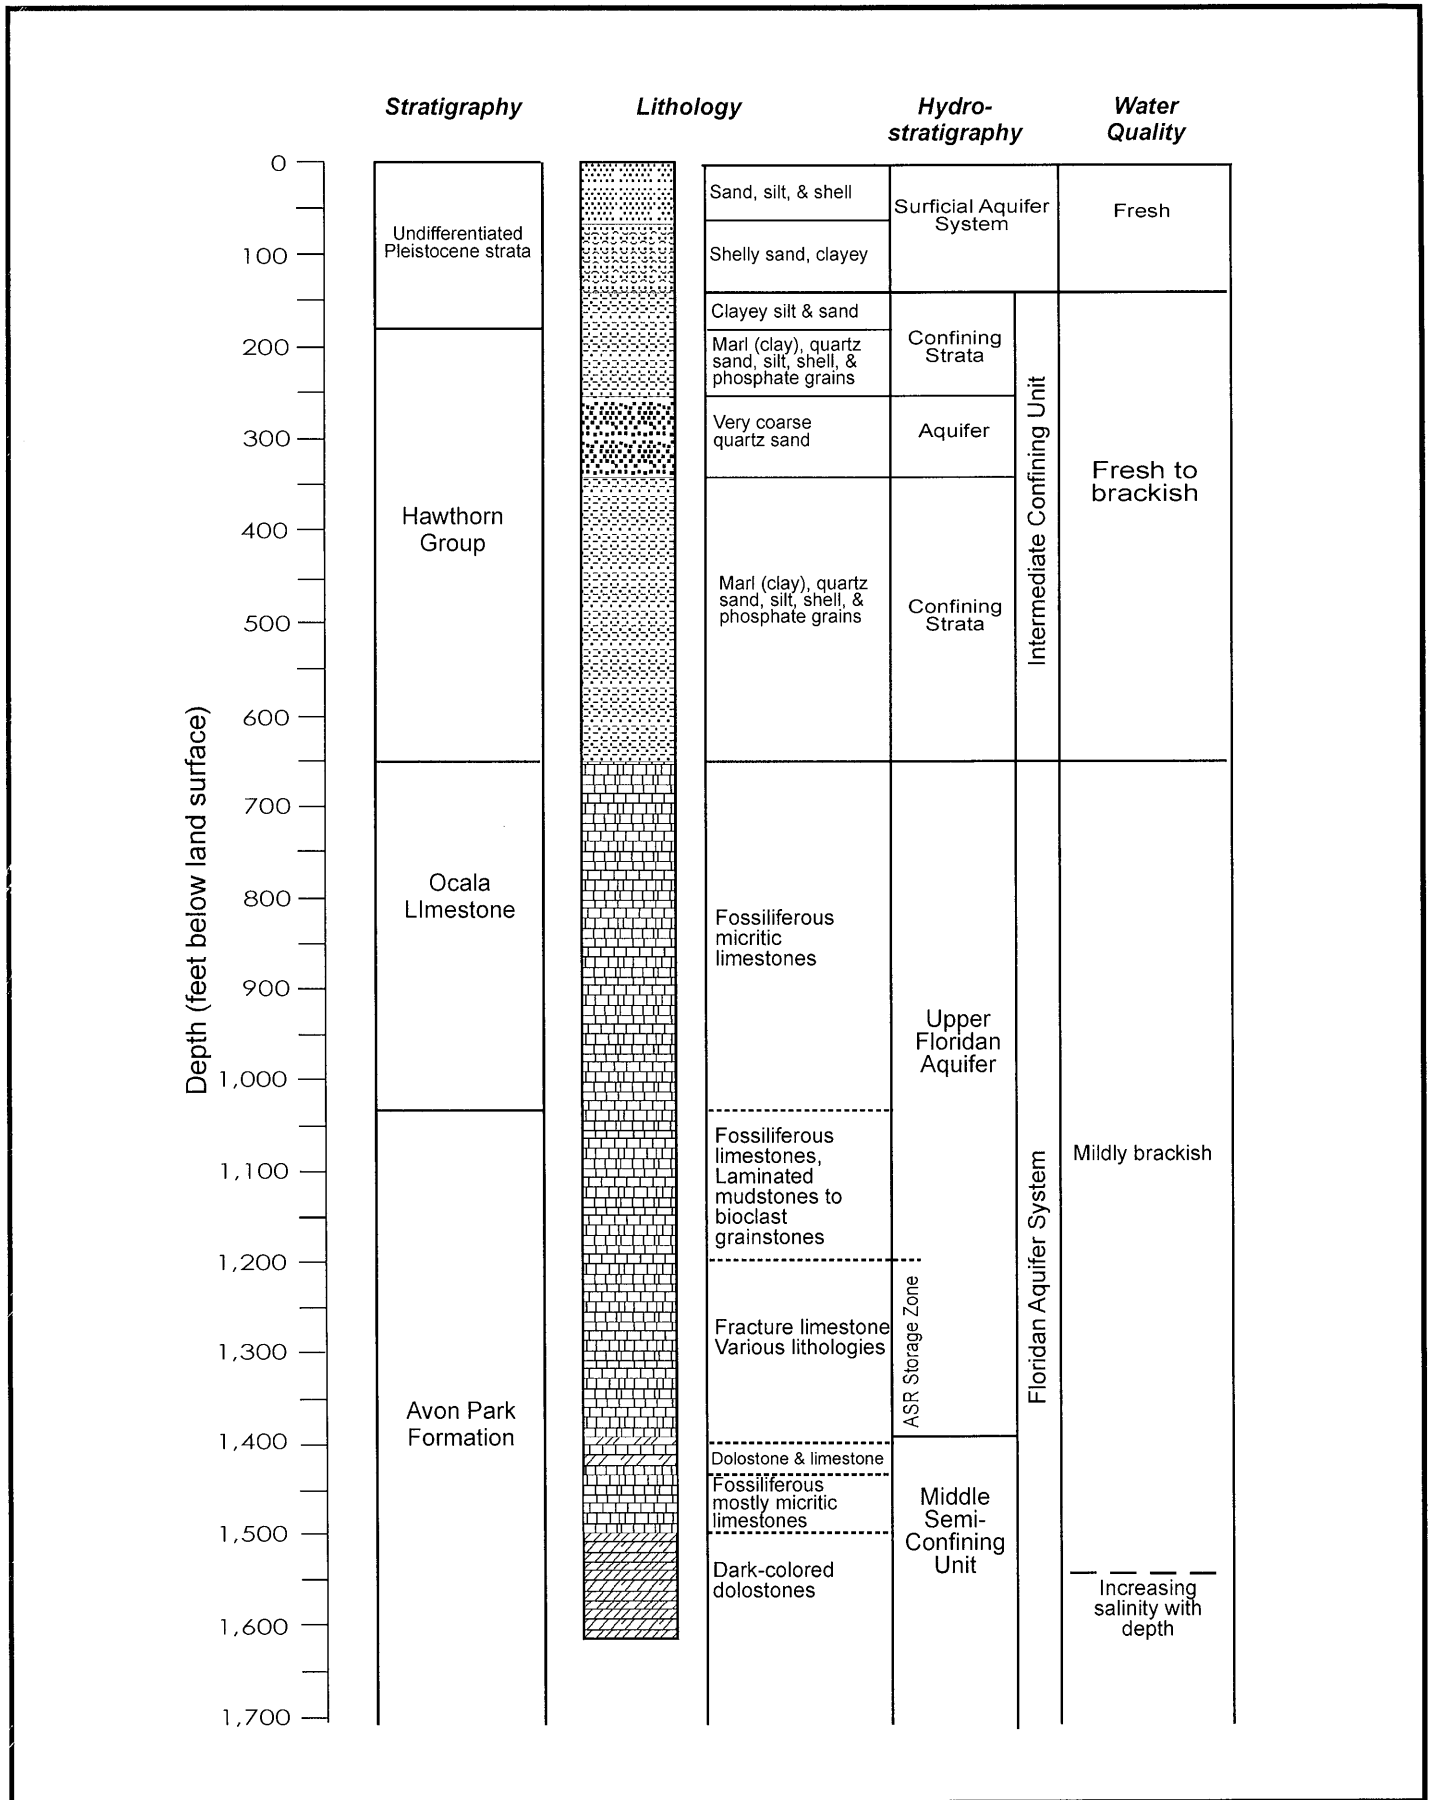 Stratigraphy
Lithology
Hydro-
stratigraphy
Water
Quality
Depth (feet below land surface)
0
100
200
300
400
500
600
700
800
900
1,000
1,100
1,200
1,300
1,400
1,500
1,600
1,700
Undifferentiated
Pleistocene strata
Hawthorn
Group
Ocala
LImestone
Avon Park
Formation
Sand, silt, & shell
Shelly sand, clayey
Clayey silt & sand
Marl (clay), quartz
sand, silt, shell, &
phosphate grains
Very coarse
quartz sand
Marl (clay), quartz
sand, silt, shell, &
phosphate grains
Fossiliferous
micritic
limestones
Fossiliferous
limestones,
Laminated
mudstones to
bioclast
grainstones
Fracture limestone
Various lithologies
Dolostone & limestone
Fossiliferous
mostly micritic
limestones
Dark-colored
dolostones
Surficial Aquifer
System
Confining
Strata
Aquifer
Confining
Strata
Upper
Floridan
Aquifer
ASR Storage Zone
Middle
Semi-
Confining
Unit
Intermediate Confining Unit
Floridan Aquifer System
Fresh
Fresh to
brackish
Mildly brackish
Increasing
salinity with
depth